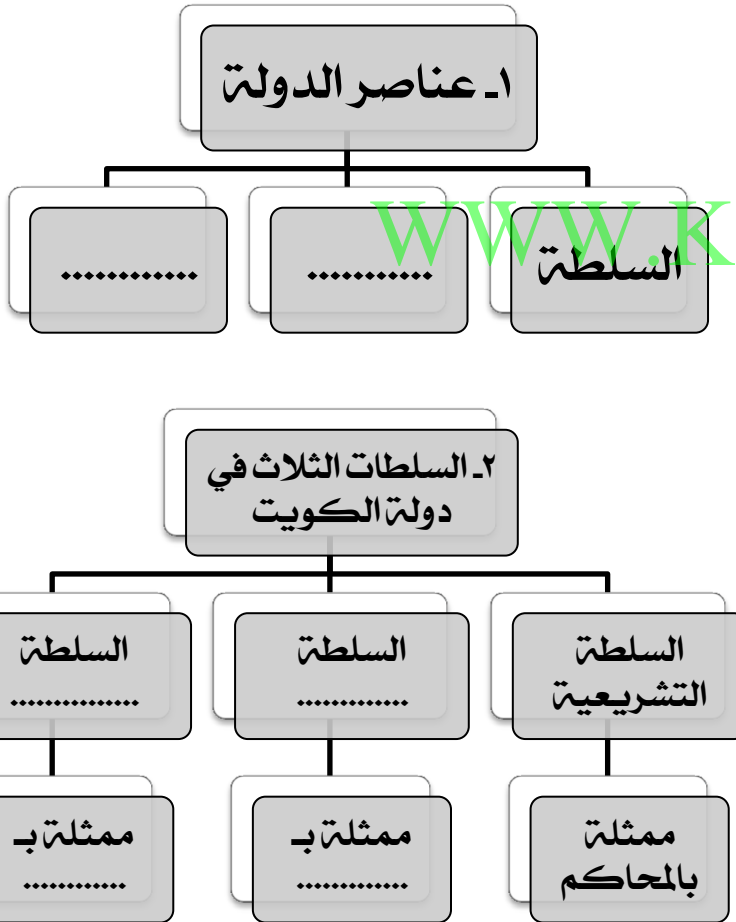 ١ـ عناصر الدولة
السلطة
...........
............
WWW.K
٢ـ السلطات الثلاث في
دولة الكويت
السلطة
التشريعية
السلطة
.............
السلطة
...............
ممثلة
بالمحاكم
ممثلة بـ
.............
ممثلة بـ
............